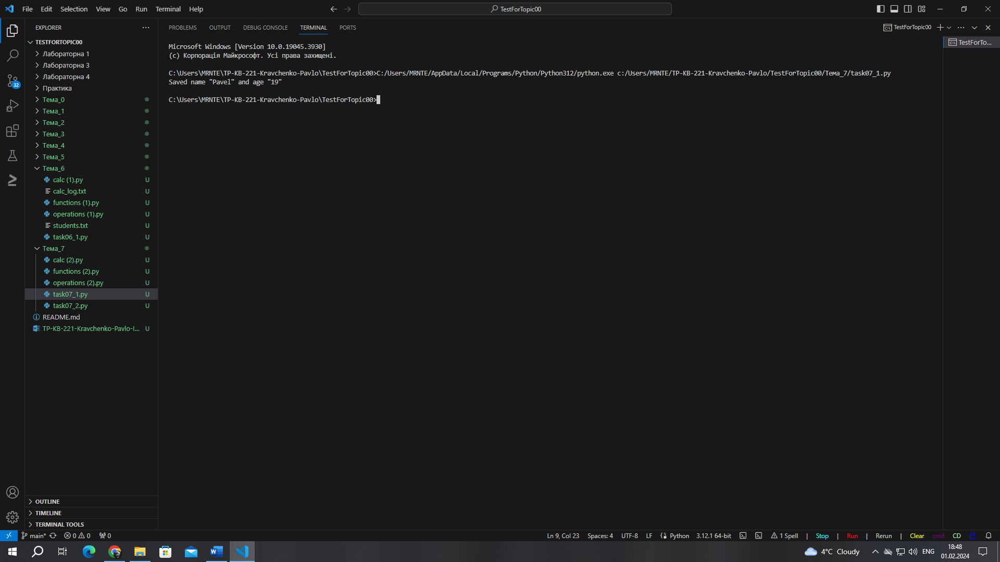 File Edit Selection View Go Run Terminal Help
TestForTopic00
EXPLORER
TESTFORTOPIC00
Лабораторна 1
Лабораторна 3
Лабораторна 4
Практика
Тема_0
Тема_1
Тема_2
Тема_3
Тема_4
Тема_5
Тема_6
calc (1).py U
calc_log.txt U
functions (1).py U
operations (1).py U
students.txt U
task06_1.py U
Тема_7
calc (2).py U
functions (2).py U
operations (2).py U
task07_1.py U
task07_2.py U
README.md
TP-KB-221-Kravchenko-Pavlo-I... U
OUTLINE
TIMELINE
TERMINAL TOOLS
32
PROBLEMS OUTPUT DEBUG CONSOLE TERMINAL PORTS
TestForTopic00
TestForTo...
Microsoft Windows [Version 10.0.19045.3930]
(c) Корпорація Майкрософт. Усі права захищені.
C:\Users\MRNTE\TP-KB-221-Kravchenko-Pavlo\TestForTopic00>C:/Users/MRNTE/AppData/Local/Programs/Python/Python312/python.exe c:/Users/MRNTE/TP-KB-221-Kravchenko-Pavlo/TestForTopic00/Тема_7/task07_1.py
Saved name "Pavel" and age "19"
C:\Users\MRNTE\TP-KB-221-Kravchenko-Pavlo\TestForTopic00>
main* 0 0 0
Ln 9, Col 23 Spaces: 4 UTF-8 LF Python 3.12.1 64-bit 1 Spell | Stop | Run | Rerun | Clear cmd CD
4°C Cloudy ENG
18:48
01.02.2024